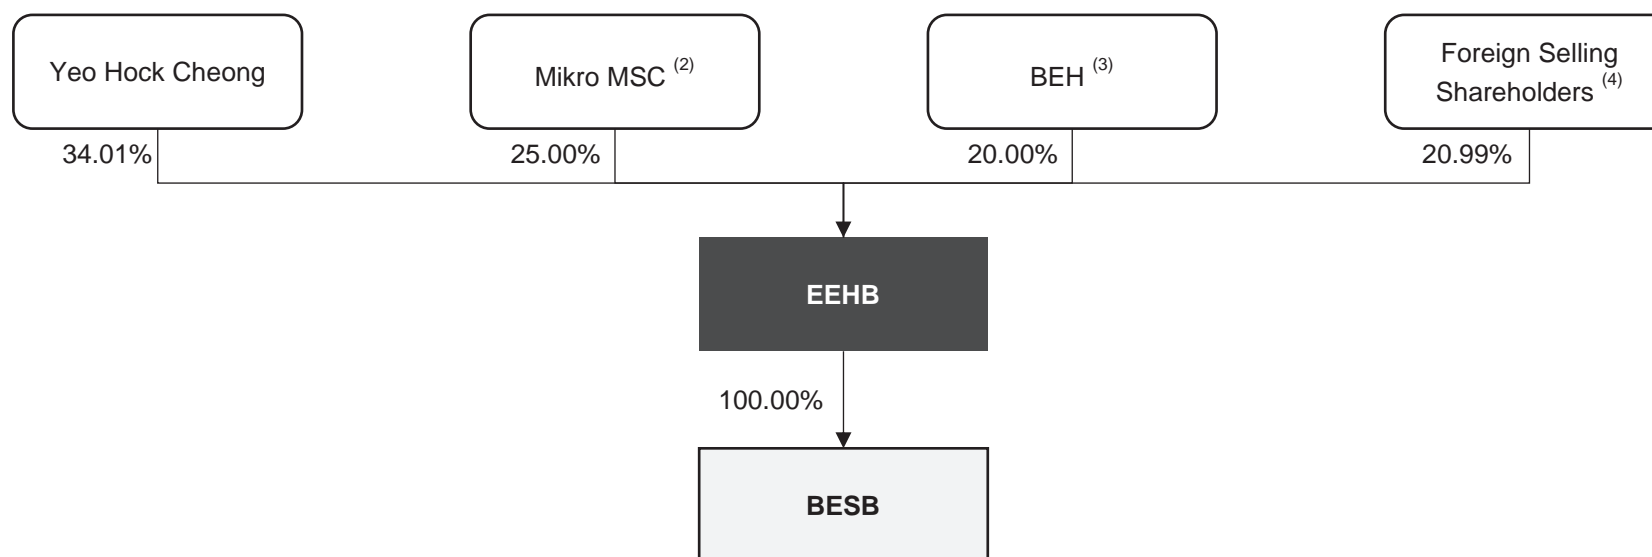 Yeo Hock Cheong
Mikro MSC (2)
BEH (3)
Foreign Selling
Shareholders (4)
34.01%
25.00%
20.00%
20.99%
EEHB
100.00%
BESB